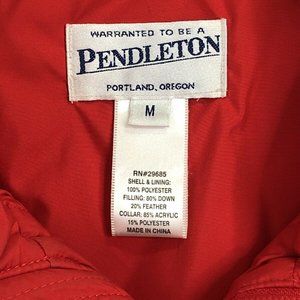 WARRANTED TO BE A
PENDLETON
PORTLAND, OREGON
M
RN#29685
SHELL & LINING:
100% POLYESTER
FILLING: 80% DOWN
20% FEATHER
COLLAR: 85% ACRYLIC
15% POLYESTER
MADE IN CHINA